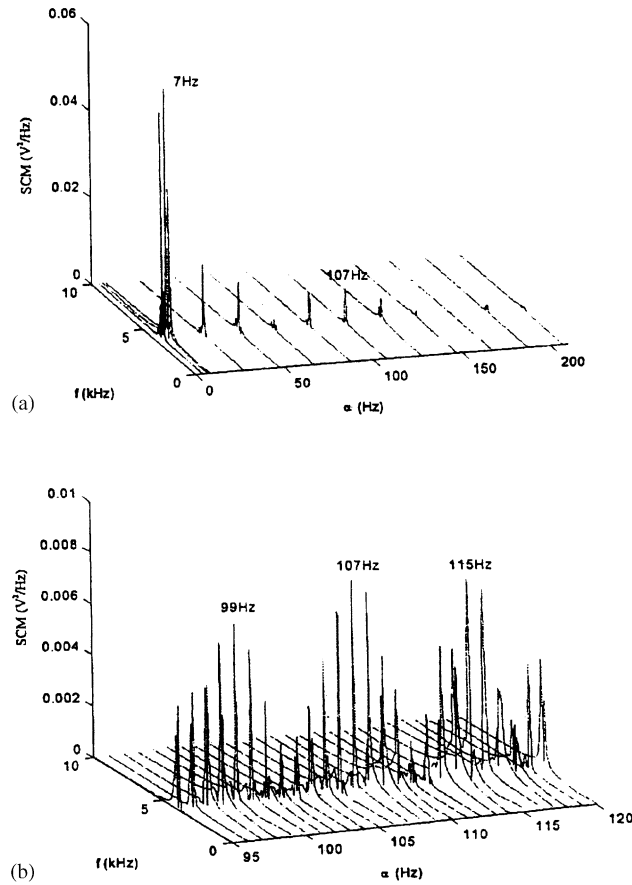 0.06
0.04
0.02
0
SCM (V²/Hz)
7Hz
107Hz
10
5
0
f (kHz)
0
50
100
150
200
α (Hz)
(a)
0.01
0.008
0.006
0.004
0.002
0
SCM (V²/Hz)
99Hz
107Hz
115Hz
10
5
0
f (kHz)
95
100
105
110
115
120
α (Hz)
(b)